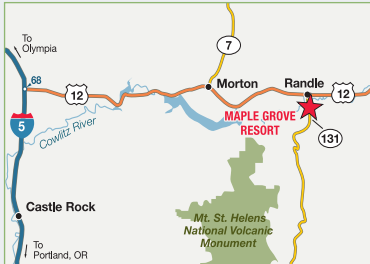 To
Olympia
7
68
Morton
Randle
12
12
MAPLE GROVE
RESORT
5
Cowlitz River
131
Castle Rock
Mt. St. Helens
National Volcanic
Monument
To
Portland, OR